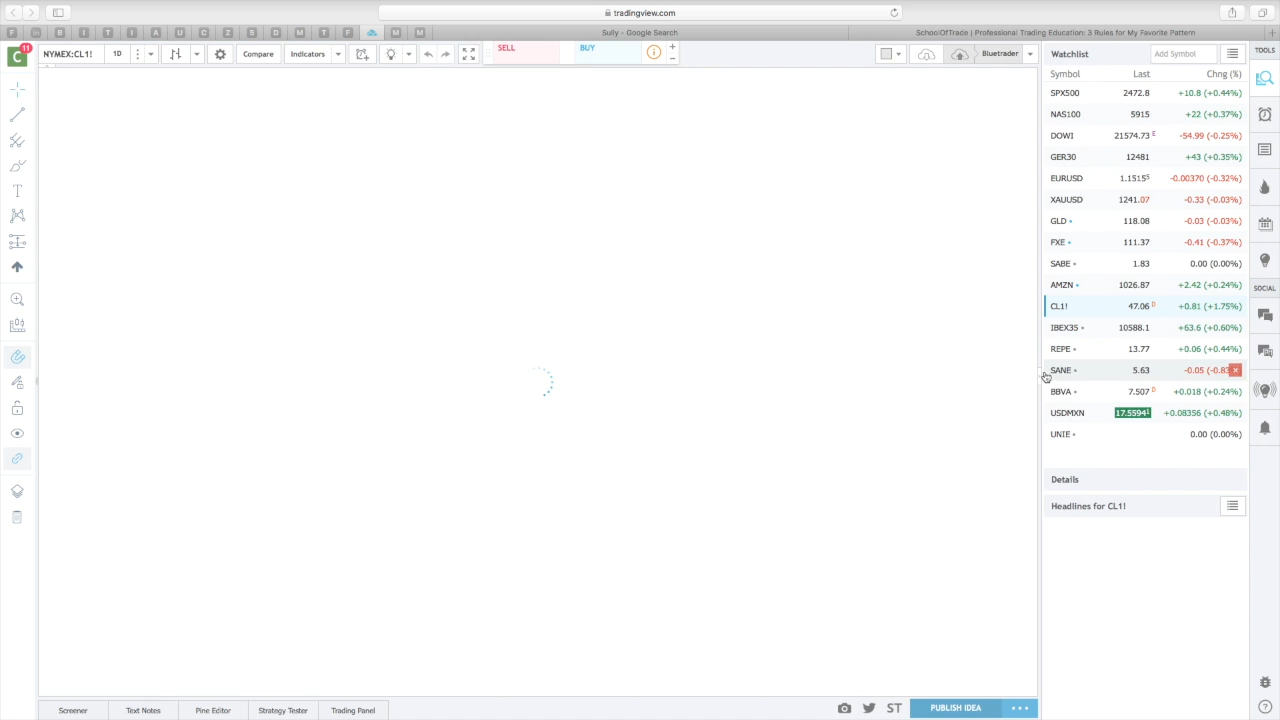 tradingview.com
F in B I T I A U C Z S D M T F M M
Sully - Google Search
SchoolOfTrade | Professional Trading Education: 3 Rules for My Favorite Pattern
C 11
NYMEX:CL1! 1D Compare Indicators SELL BUY Bluetrader
Watchlist Add Symbol TOOLS
Symbol Last Chng (%)
SPX500 2472.8 +10.8 (+0.44%)
NAS100 5915 +22 (+0.37%)
DOWI 21574.73 E -54.99 (-0.25%)
GER30 12481 +43 (+0.35%)
EURUSD 1.1515⁵ -0.00370 (-0.32%)
XAUUSD 1241.07 -0.33 (-0.03%)
GLD 118.08 -0.03 (-0.03%)
FXE 111.37 -0.41 (-0.37%)
SABE 1.83 0.00 (0.00%)
AMZN 1026.87 +2.42 (+0.24%)
SOCIAL
CL1! 47.06 D +0.81 (+1.75%)
IBEX35 10588.1 +63.6 (+0.60%)
REPE 13.77 +0.06 (+0.44%)
SANE 5.63 -0.05 (-0.8
BBVA 7.507 D +0.018 (+0.24%)
USDMXN 17.5594¹ +0.08356 (+0.48%)
UNIE 0.00 (0.00%)
Details
Headlines for CL1!
Screener Text Notes Pine Editor Strategy Tester Trading Panel ST PUBLISH IDEA